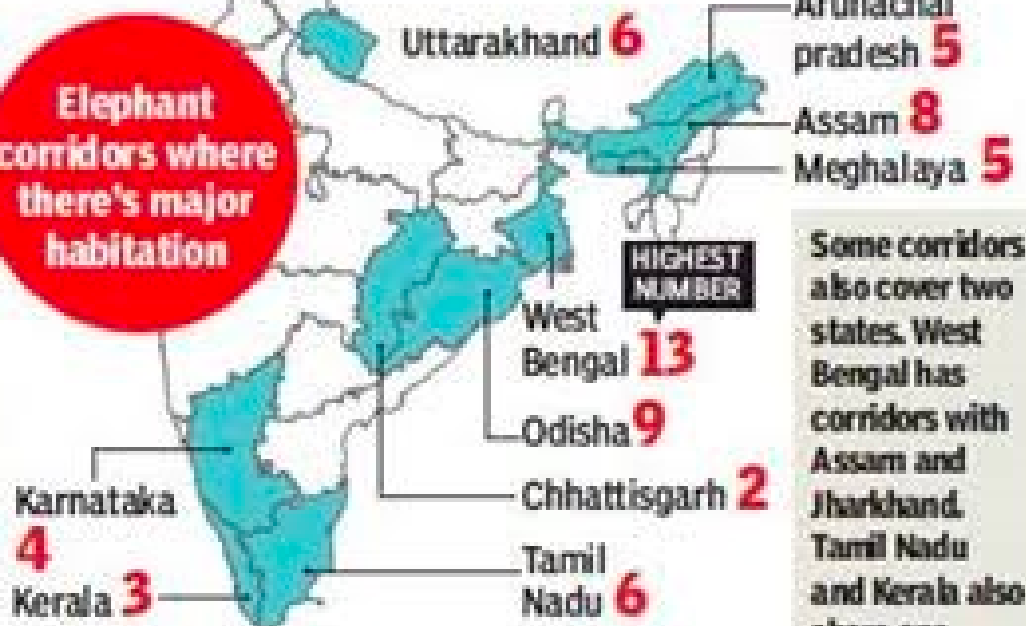 Elephant
corridors where
there's major
habitation
Uttarakhand 6
Arunachal
pradesh 5
Assam 8
Meghalaya 5
HIGHEST
NUMBER
West
Bengal 13
Odisha 9
Chhattisgarh 2
Tamil
Nadu 6
Karnataka
4
Kerala 3
Some corridors
also cover two
states. West
Bengal has
corridors with
Assam and
Jharkhand.
Tamil Nadu
and Kerala also